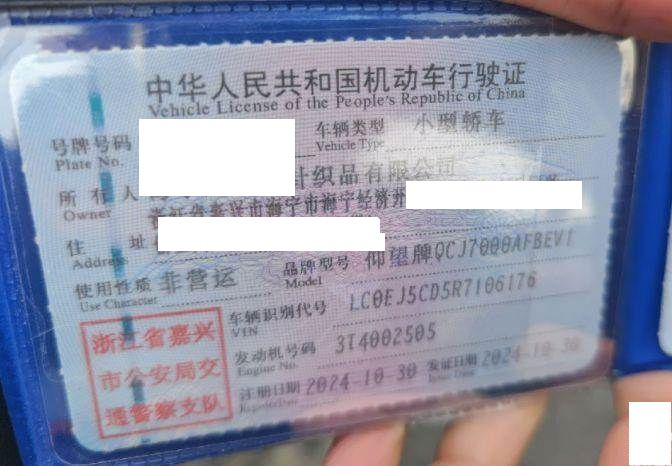 中华人民共和国机动车行驶证
Vehicle License of the People's Republic of China
号牌号码 车辆类型 小型轿车
Plate No. Vehicle Type
所有人 针织品有限公司
Owner
住址 浙江省嘉兴市海宁市海宁经济开
Address
使用性质 非营运 品牌型号 仰望牌QCJ7000AFBEV1
Use Character Model
浙江省嘉兴 车辆识别代号 LC0EJ5CD5R7106176
VIN
市公安局交 发动机号码 3T4002505
Engine No.
通警察支队 注册日期 2024-10-30 发证日期 2024-10-30
Register Date Issue Date